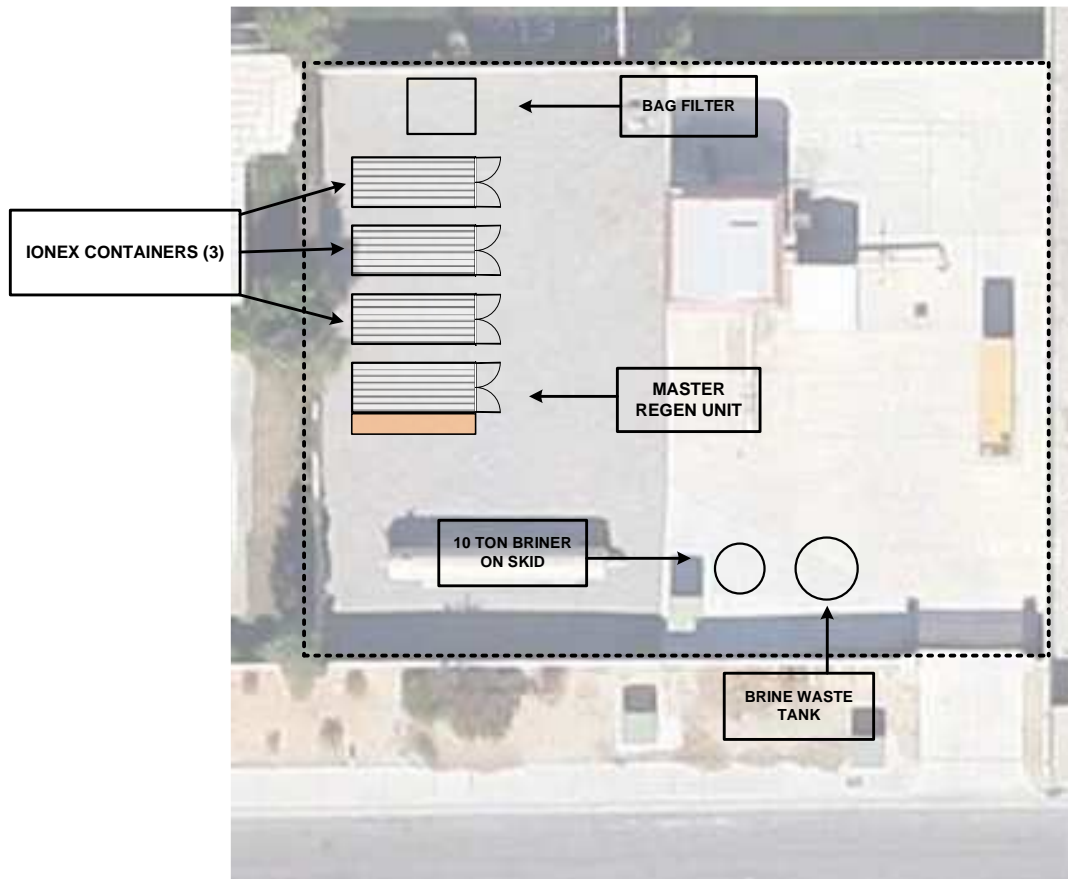 BAG FILTER
IONEX CONTAINERS (3)
MASTER
REGEN UNIT
10 TON BRINER
ON SKID
BRINE WASTE
TANK